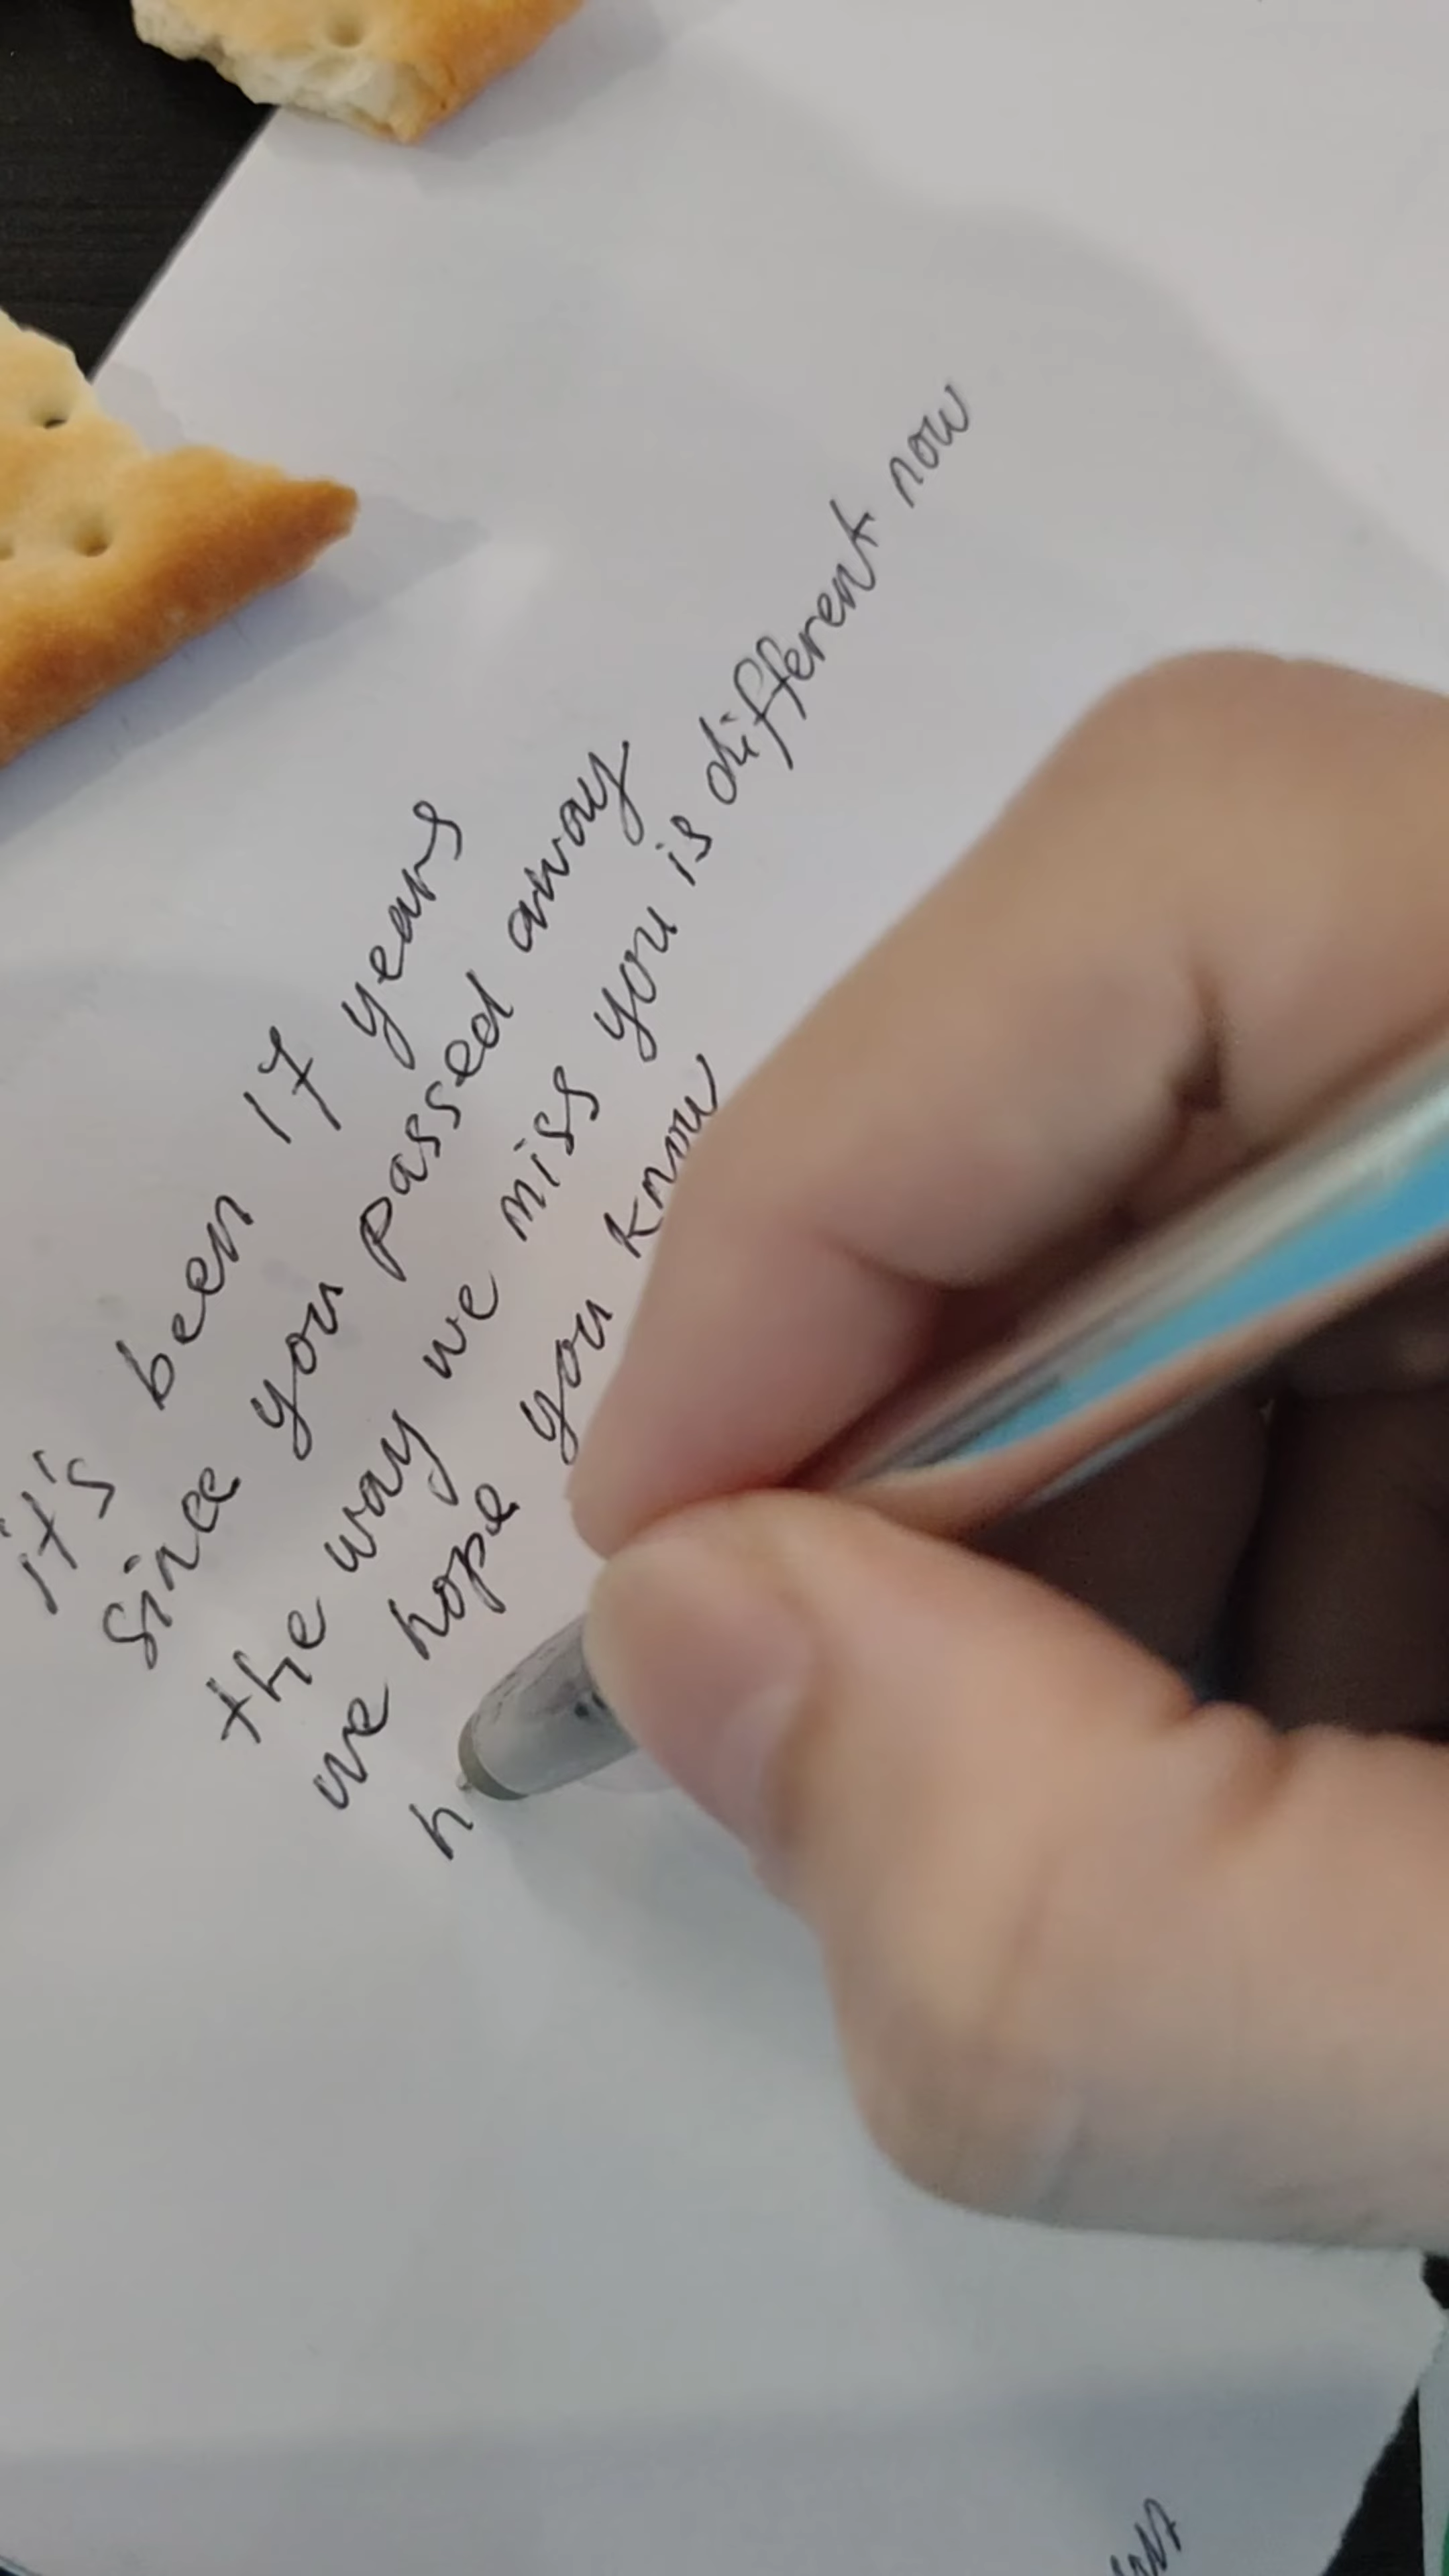 it's been 17 years
since you passed away
the way we miss you is different now
we hope you know
h